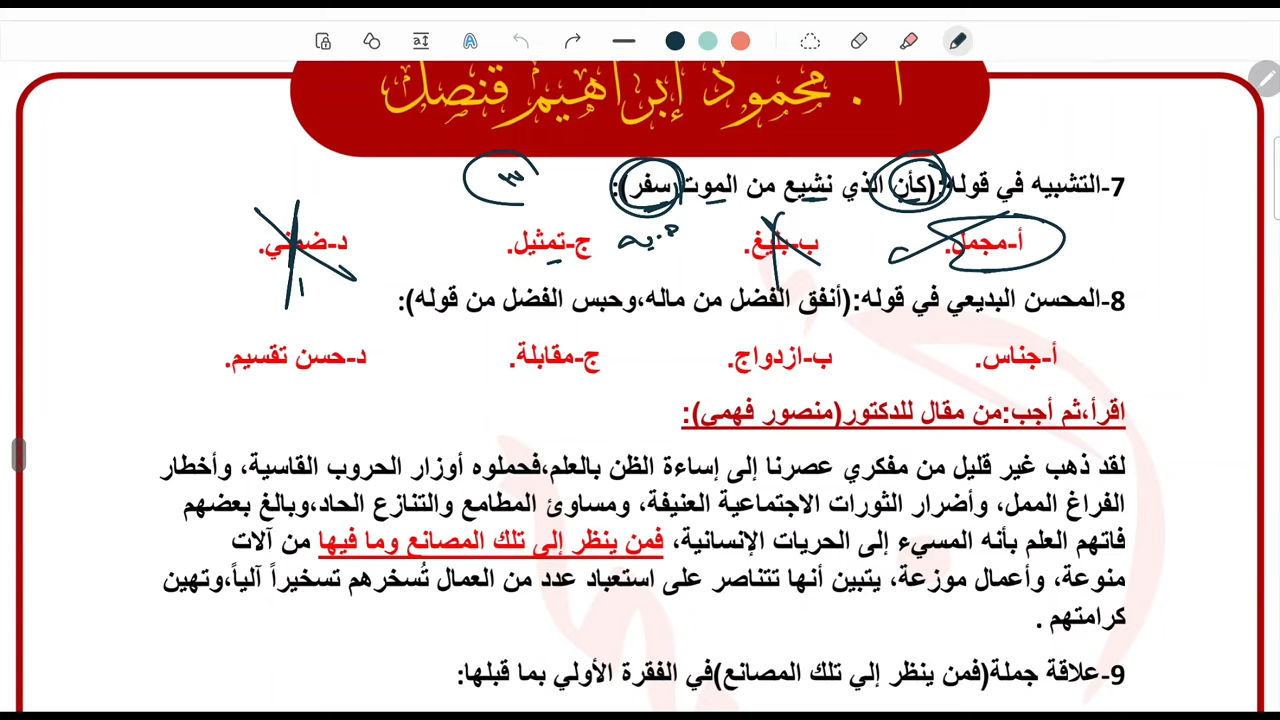 أ . محمود إبراهيم قنصل
7-التشبيه في قوله:(كأن الذي نشيع من الموت سفر):
أ-مجمل. ب-بليغ. ج-تمثيل. د-ضمني.
8-المحسن البديعي في قوله:(أنفق الفضل من ماله،وحبس الفضل من قوله):
أ-جناس. ب-ازدواج. ج-مقابلة. د-حسن تقسيم.
اقرأ،ثم أجب:من مقال للدكتور(منصور فهمي):
لقد ذهب غير قليل من مفكري عصرنا إلى إساءة الظن بالعلم،فحملوه أوزار الحروب القاسية، وأخطار
الفراغ الممل، وأضرار الثورات الاجتماعية العنيفة، ومساوئ المطامع والتنازع الحاد،وبالغ بعضهم
فاتهم العلم بأنه المسيء إلى الحريات الإنسانية، فمن ينظر إلى تلك المصانع وما فيها من آلات
منوعة، وأعمال موزعة، يتبين أنها تتناصر على استعباد عدد من العمال تُسخرهم تسخيراً آلياً،وتهين
كرامتهم .
9-علاقة جملة(فمن ينظر إلي تلك المصانع)في الفقرة الأولي بما قبلها: